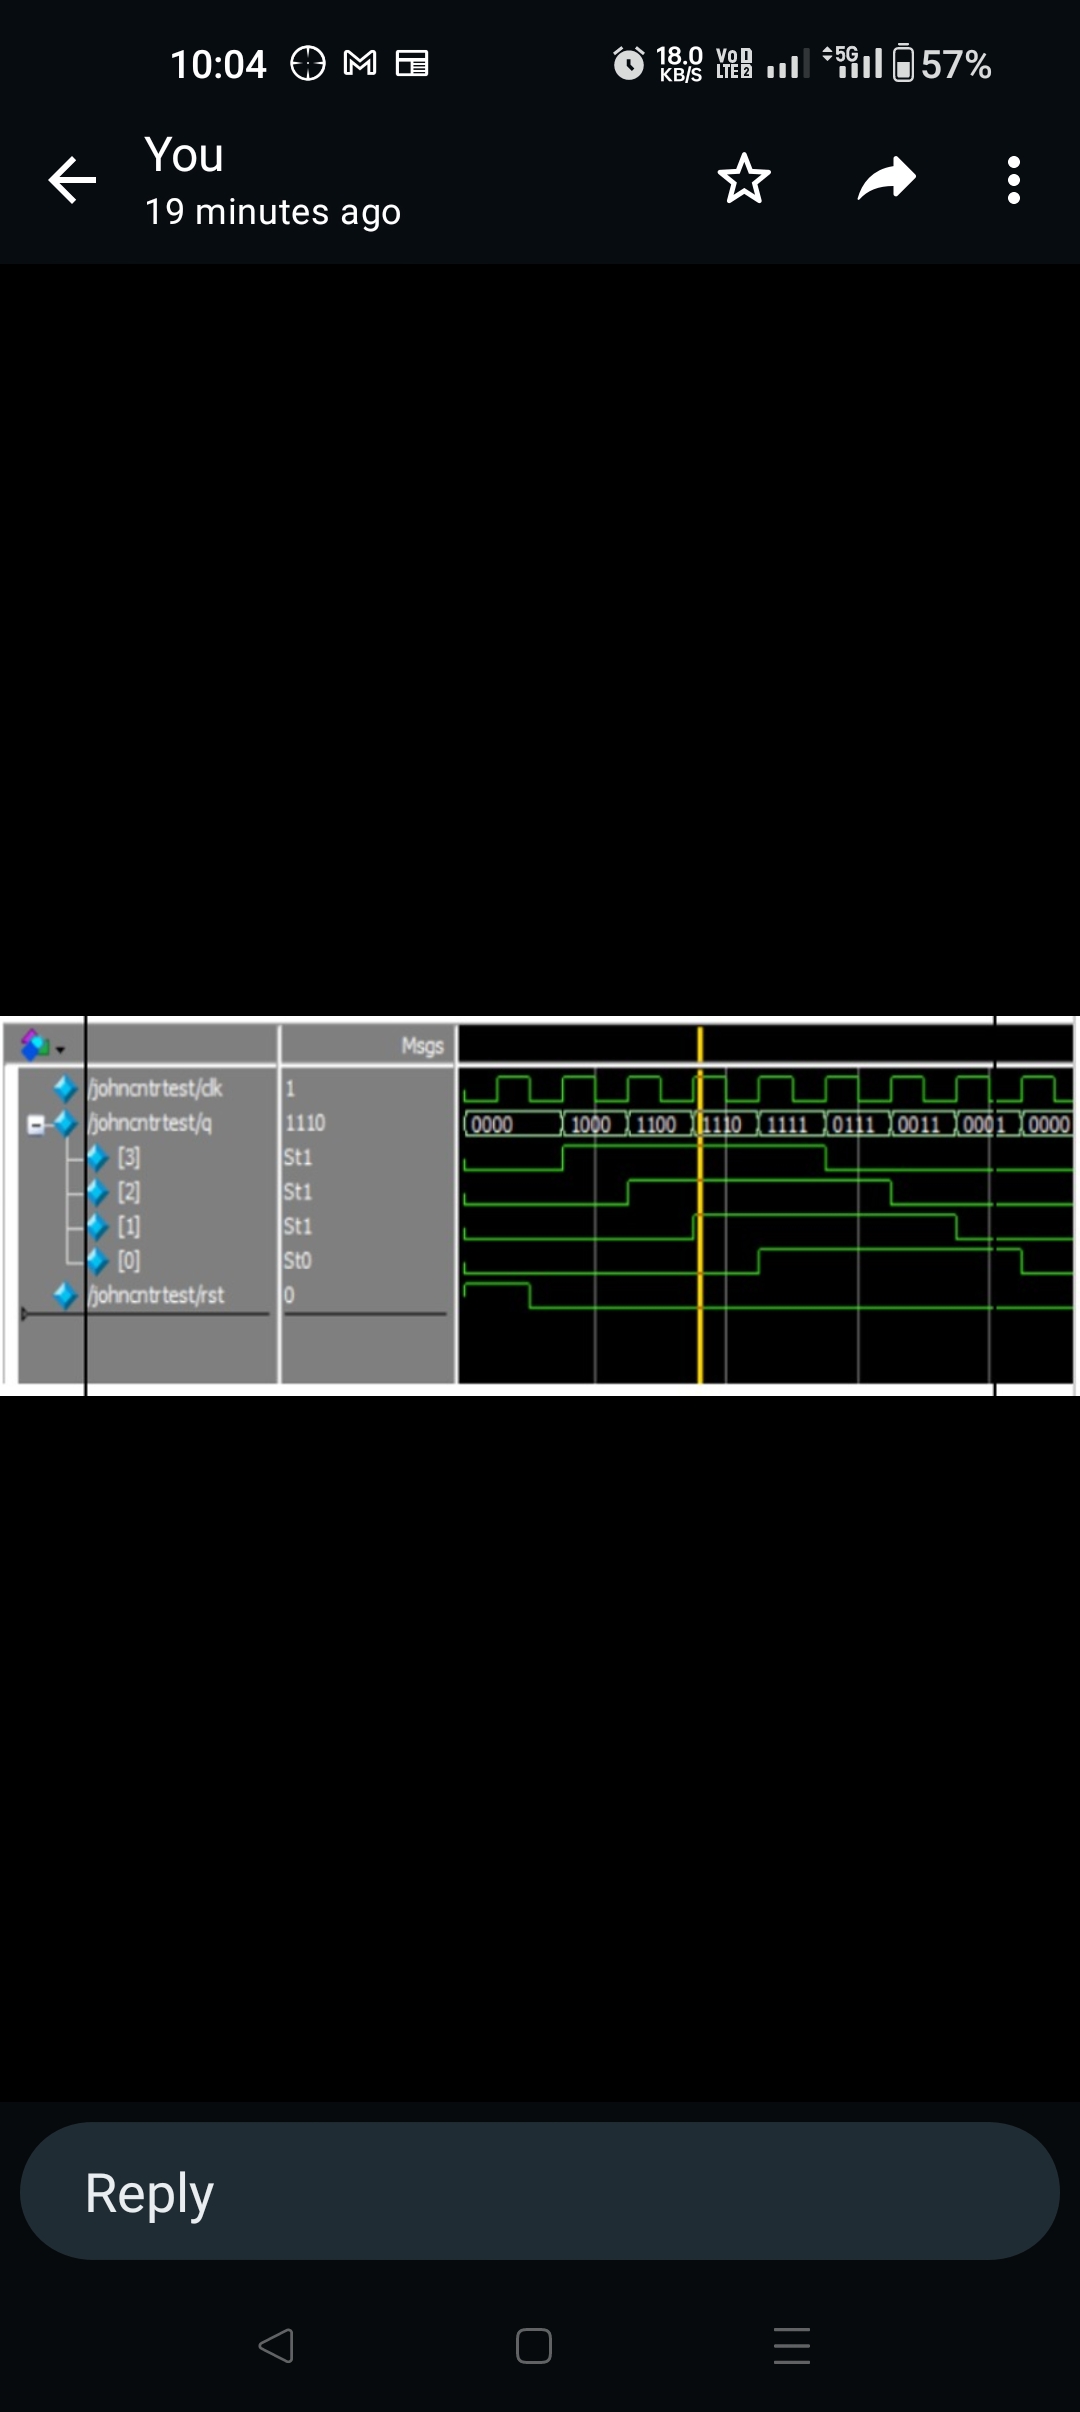 10:04 18.0 KB/S Vo 1 LTE 2 5G 57%
You
19 minutes ago
Msgs
/johncntrtest/clk 1
/johncntrtest/q 1110 0000 1000 1100 1110 1111 0111 0011 0001 0000
[3] St1
[2] St1
[1] St1
[0] St0
/johncntrtest/rst 0
Reply